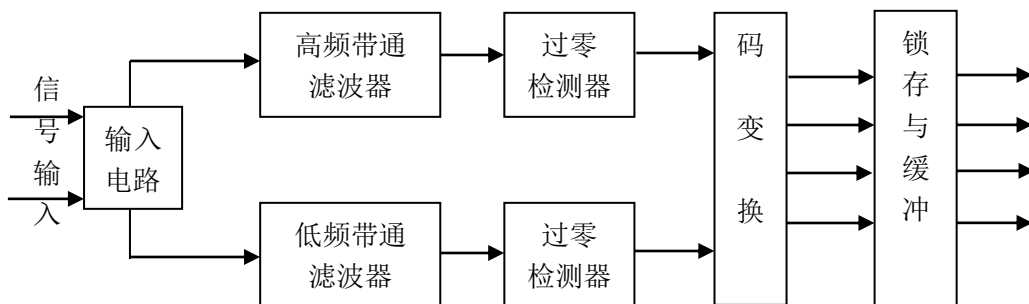 信号输入
输入
电路
高频带通
滤波器
过零
检测器
低频带通
滤波器
过零
检测器
码变换
锁存与缓冲